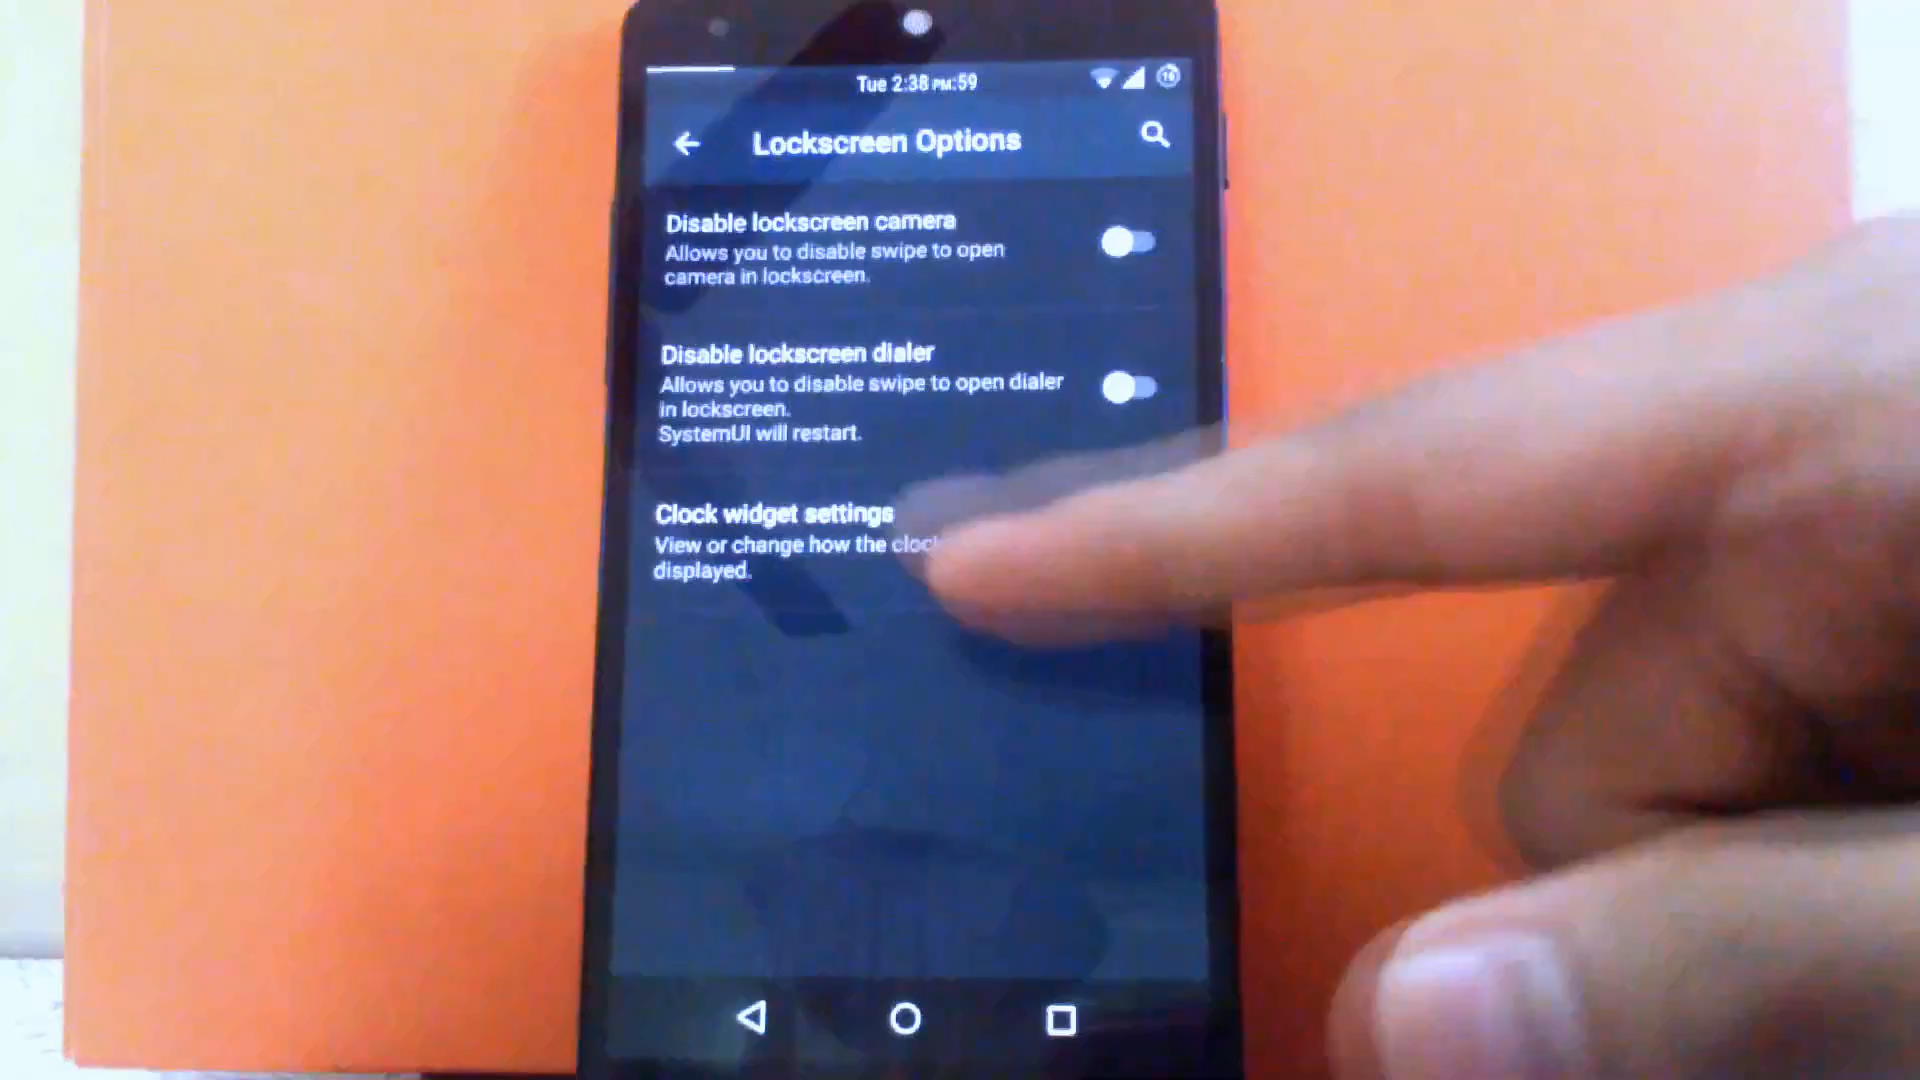 Tue 2:38 PM:59
16
Lockscreen Options
Disable lockscreen camera
Allows you to disable swipe to open
camera in lockscreen.
Disable lockscreen dialer
Allows you to disable swipe to open dialer
in lockscreen.
SystemUI will restart.
Clock widget settings
View or change how the
displayed.